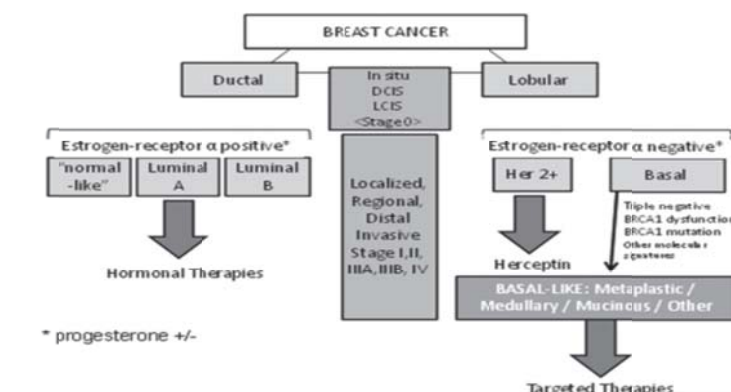 BREAST CANCER
Ductal
In situ
DCIS
LCIS
<Stage 0>
Lobular
Estrogen-receptor α positive*
"normal
-like"
Luminal
A
Luminal
B
Hormonal Therapies
* progesterone +/-
Localized,
Regional,
Distal
Invasive
Stage I,II,
IIIA,IIIB, IV
Estrogen-receptor α negative*
Her 2+
Basal
Triple negative
BRCA1 dysfunction
BRCA1 mutation
Other molecular
signatures
Herceptin
BASAL-LIKE: Metaplastic /
Medullary / Mucinous / Other
Targeted Therapies